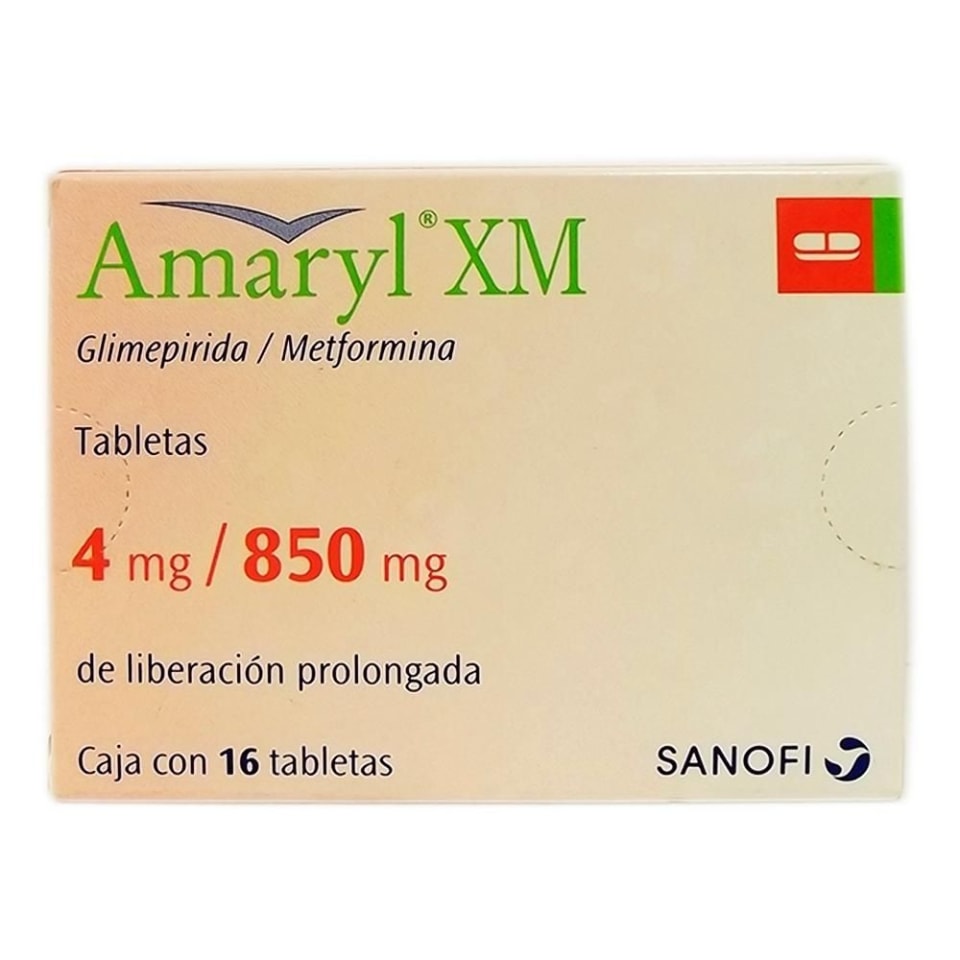 Amaryl® XM
Glimepirida / Metformina
Tabletas
4 mg / 850 mg
de liberación prolongada
Caja con 16 tabletas
SANOFI